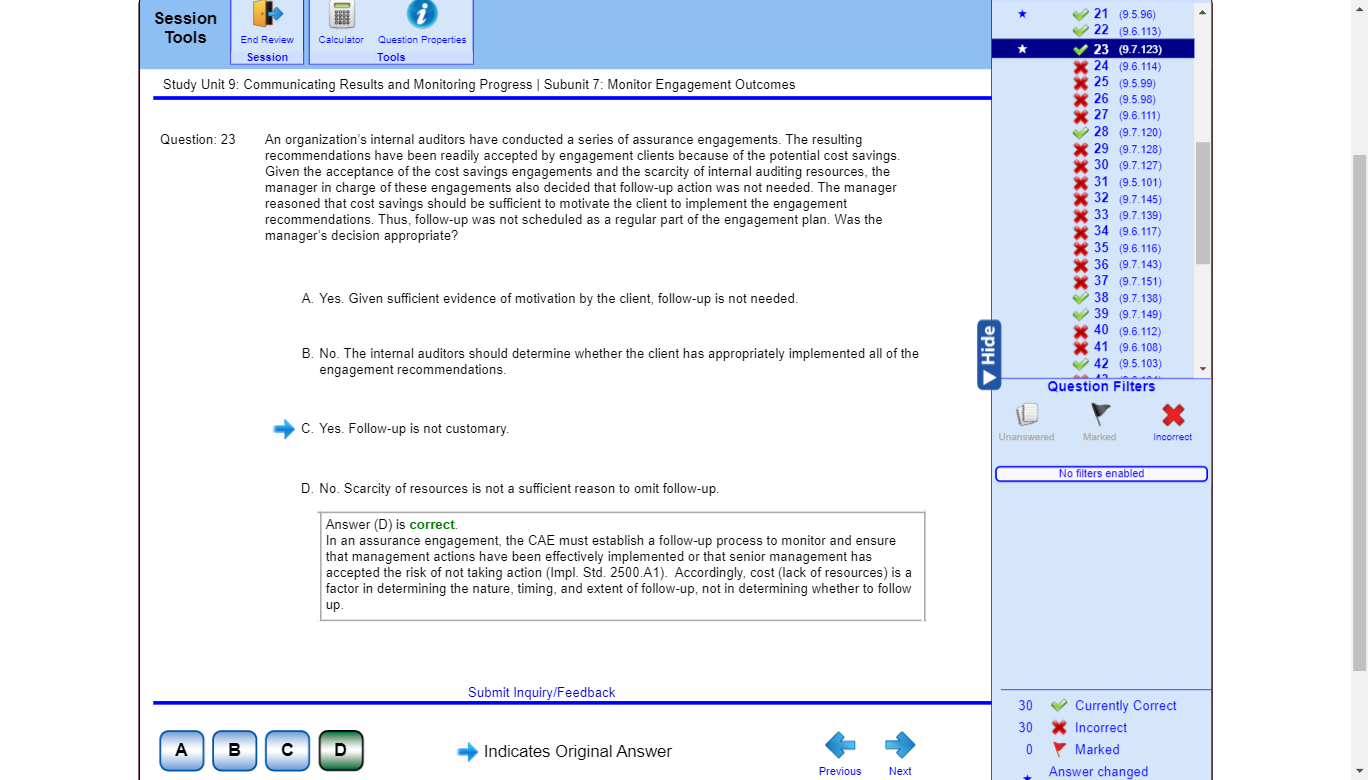 Session
Tools
End Review
Session
Calculator
Question Properties
Tools
Study Unit 9: Communicating Results and Monitoring Progress | Subunit 7: Monitor Engagement Outcomes
Question: 23
An organization's internal auditors have conducted a series of assurance engagements. The resulting
recommendations have been readily accepted by engagement clients because of the potential cost savings.
Given the acceptance of the cost savings engagements and the scarcity of internal auditing resources, the
manager in charge of these engagements also decided that follow-up action was not needed. The manager
reasoned that cost savings should be sufficient to motivate the client to implement the engagement
recommendations. Thus, follow-up was not scheduled as a regular part of the engagement plan. Was the
manager's decision appropriate?
A. Yes. Given sufficient evidence of motivation by the client, follow-up is not needed.
B. No. The internal auditors should determine whether the client has appropriately implemented all of the
engagement recommendations.
C. Yes. Follow-up is not customary.
D. No. Scarcity of resources is not a sufficient reason to omit follow-up.
Answer (D) is correct.
In an assurance engagement, the CAE must establish a follow-up process to monitor and ensure
that management actions have been effectively implemented or that senior management has
accepted the risk of not taking action (Impl. Std. 2500.A1). Accordingly, cost (lack of resources) is a
factor in determining the nature, timing, and extent of follow-up, not in determining whether to follow
up.
Submit Inquiry/Feedback
A B C D
Indicates Original Answer
Previous
Next
21 (9.5.96)
22 (9.6.113)
23 (9.7.123)
24 (9.6.114)
25 (9.5.99)
26 (9.5.98)
27 (9.6.111)
28 (9.7.120)
29 (9.7.128)
30 (9.7.127)
31 (9.5.101)
32 (9.7.145)
33 (9.7.139)
34 (9.6.117)
35 (9.6.116)
36 (9.7.143)
37 (9.7.151)
38 (9.7.138)
39 (9.7.149)
40 (9.6.112)
41 (9.6.108)
42 (9.5.103)
Hide
Question Filters
Unanswered
Marked
Incorrect
No filters enabled
30 Currently Correct
30 Incorrect
0 Marked
Answer changed